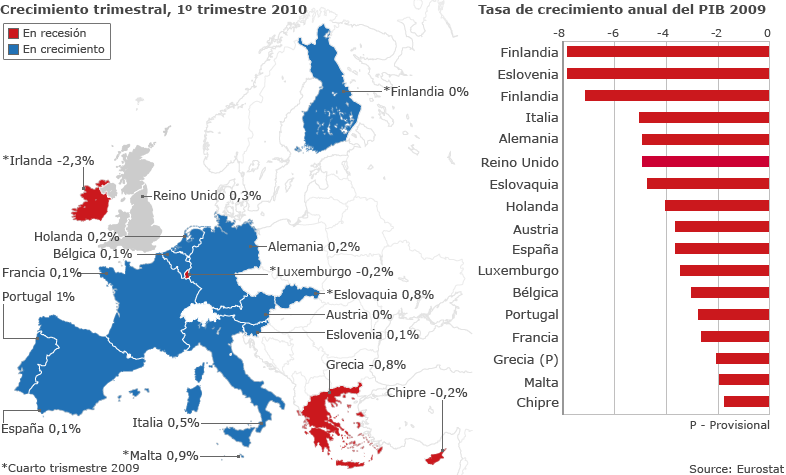 Crecimiento trimestral, 1º trimestre 2010
En recesión
En crecimiento
*Finlandia 0%
*Irlanda -2,3%
Reino Unido 0,3%
Holanda 0,2%
Bélgica 0,1%
Alemania 0,2%
Francia 0,1%
*Luxemburgo -0,2%
Portugal 1%
*Eslovaquia 0,8%
Austria 0%
Eslovenia 0,1%
Grecia -0,8%
Chipre -0,2%
España 0,1%
Italia 0,5%
*Malta 0,9%
*Cuarto trismestre 2009
Tasa de crecimiento anual del PIB 2009
-8 -6 -4 -2 0
Finlandia
Eslovenia
Finlandia
Italia
Alemania
Reino Unido
Eslovaquia
Holanda
Austria
España
Luxemburgo
Bélgica
Portugal
Francia
Grecia (P)
Malta
Chipre
P - Provisional
Source: Eurostat